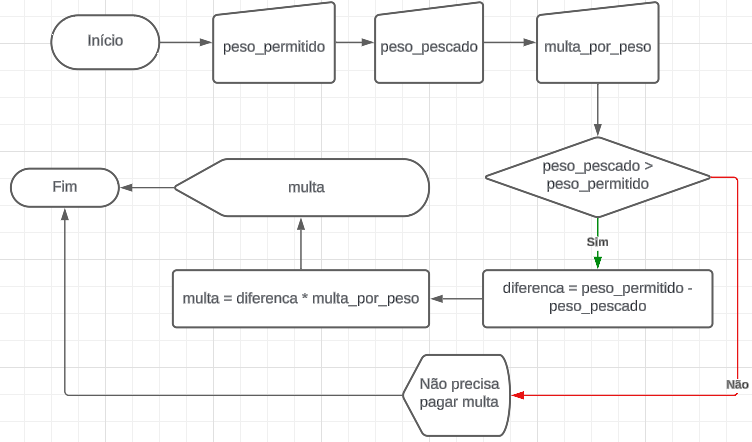 Início
peso_permitido
peso_pescado
multa_por_peso
peso_pescado >
peso_permitido
Sim
diferenca = peso_permitido -
peso_pescado
multa = diferenca * multa_por_peso
multa
Fim
Não
Não precisa
pagar multa